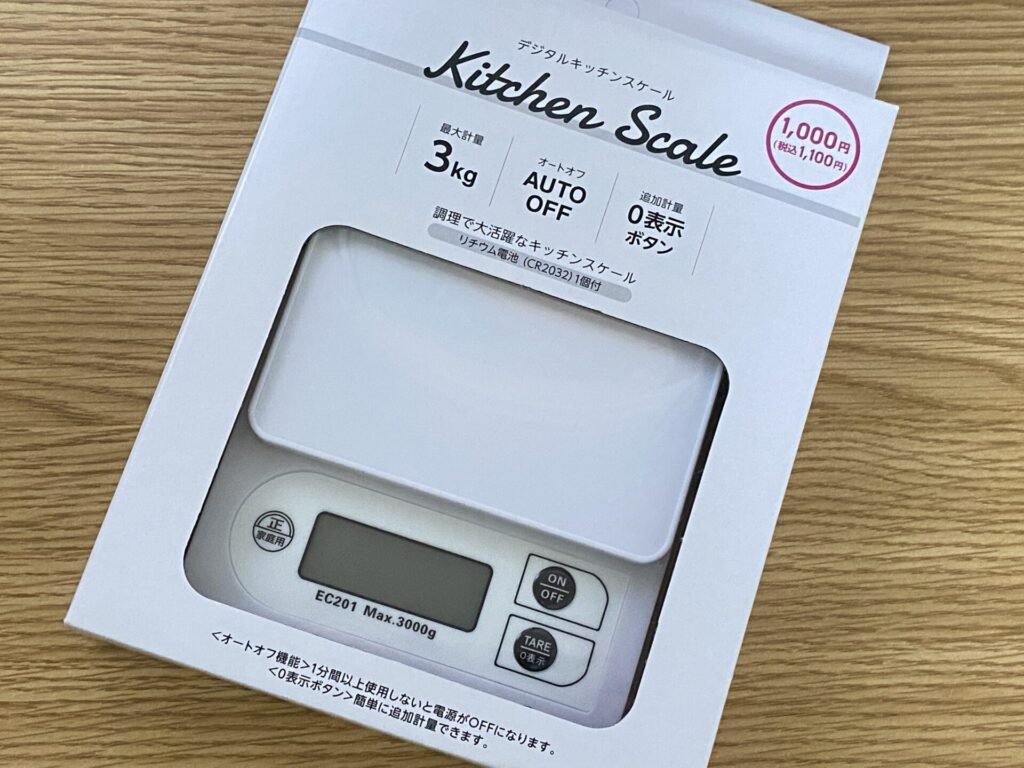 デジタルキッチンスケール
Kitchen Scale
1,000円
(税込1,100円)
最大計量
3kg
オートオフ
AUTO
OFF
追加計量
0表示
ボタン
調理で大活躍なキッチンスケール
リチウム電池（CR2032）1個付
正
家庭用
EC201 Max.3000g
ON
OFF
TARE
0表示
<オートオフ機能>1分間以上使用しないと電源がOFFになります。
<0表示ボタン>簡単に追加計量できます。